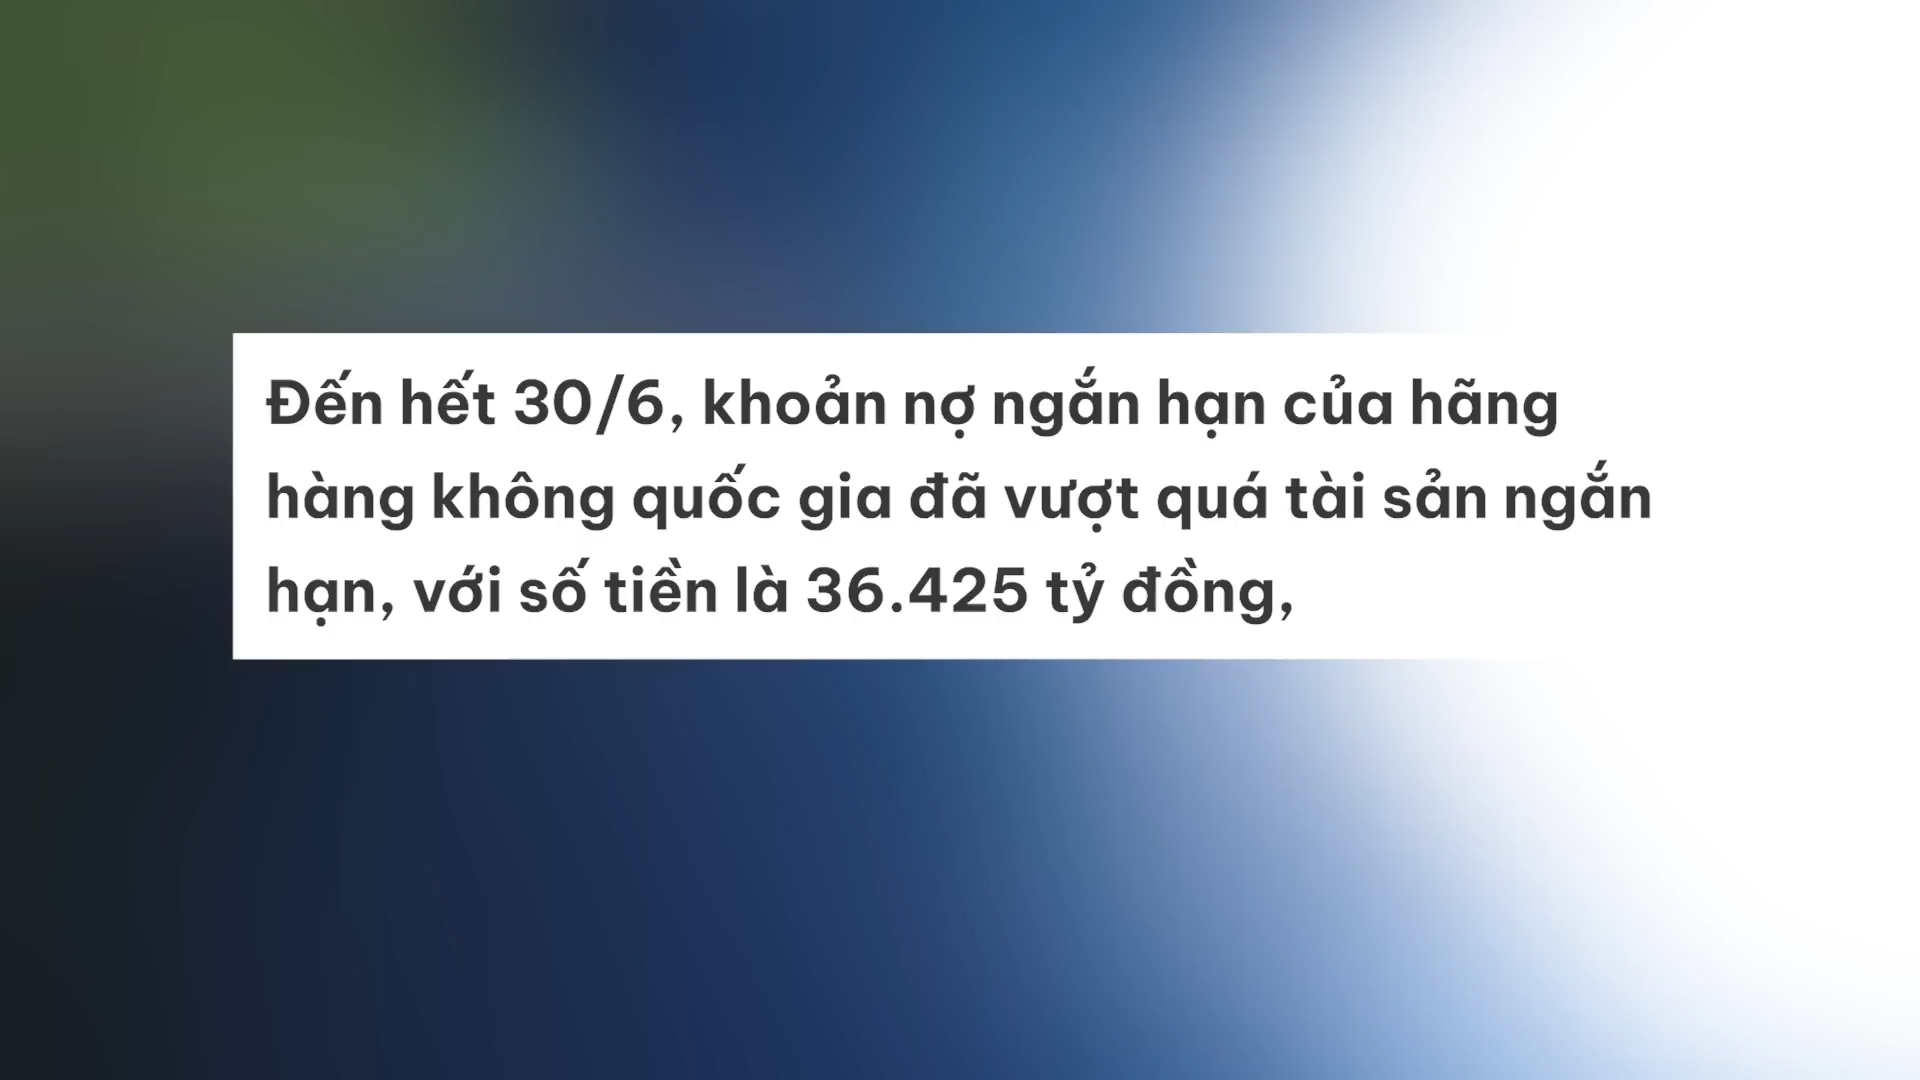 Đến hết 30/6, khoản nợ ngắn hạn của hãng
hàng không quốc gia đã vượt quá tài sản ngắn
hạn, với số tiền là 36.425 tỷ đồng,